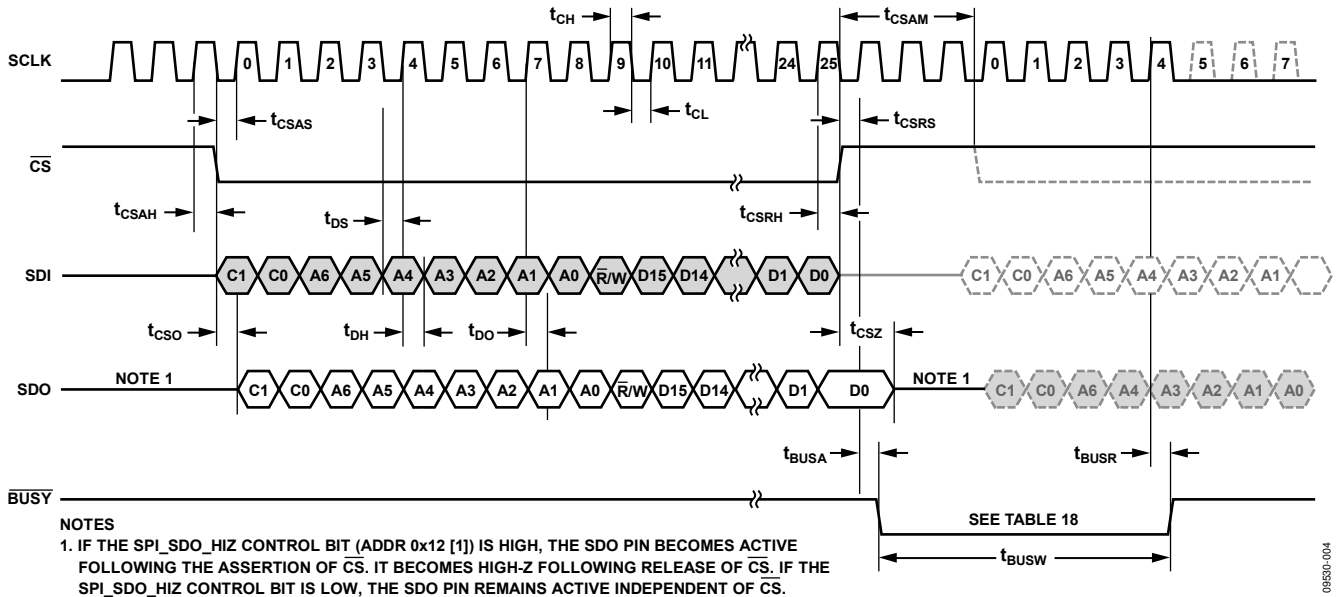 tCH
tCSAM
SCLK
0 1 2 3 4 5 6 7 8 9 10 11 24 25 0 1 2 3 4 5 6 7
tCSAS
tCL
tCSRS
CS
tCSAH
tDS
tCSRH
SDI
C1 C0 A6 A5 A4 A3 A2 A1 A0 R/W D15 D14 D1 D0 C1 C0 A6 A5 A4 A3 A2 A1
tCSO
tDH
tDO
tCSZ
SDO
NOTE 1
C1 C0 A6 A5 A4 A3 A2 A1 A0 R/W D15 D14 D1 D0
NOTE 1
C1 C0 A6 A4 A3 A2 A1 A0
tBUSA
tBUSR
BUSY
SEE TABLE 18
tBUSW
NOTES
1. IF THE SPI_SDO_HIZ CONTROL BIT (ADDR 0x12 [1]) IS HIGH, THE SDO PIN BECOMES ACTIVE
FOLLOWING THE ASSERTION OF CS. IT BECOMES HIGH-Z FOLLOWING RELEASE OF CS. IF THE
SPI_SDO_HIZ CONTROL BIT IS LOW, THE SDO PIN REMAINS ACTIVE INDEPENDENT OF CS.
09530-004